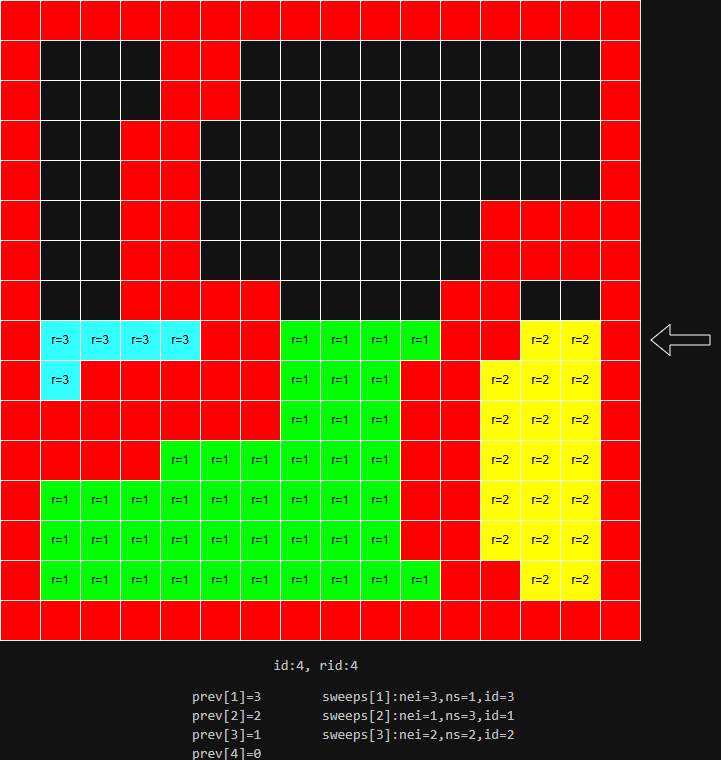 r=3 r=3 r=3 r=3 r=1 r=1 r=1 r=1 r=2 r=2
r=3 r=1 r=1 r=1 r=2 r=2 r=2
r=1 r=1 r=1 r=2 r=2 r=2
r=1 r=1 r=1 r=1 r=1 r=1 r=2 r=2 r=2
r=1 r=1 r=1 r=1 r=1 r=1 r=1 r=1 r=1 r=2 r=2 r=2
r=1 r=1 r=1 r=1 r=1 r=1 r=1 r=1 r=1 r=2 r=2 r=2
r=1 r=1 r=1 r=1 r=1 r=1 r=1 r=1 r=1 r=1 r=2 r=2
id:4, rid:4
prev[1]=3 sweeps[1]:nei=3,ns=1,id=3
prev[2]=2 sweeps[2]:nei=1,ns=3,id=1
prev[3]=1 sweeps[3]:nei=2,ns=2,id=2
prev[4]=0